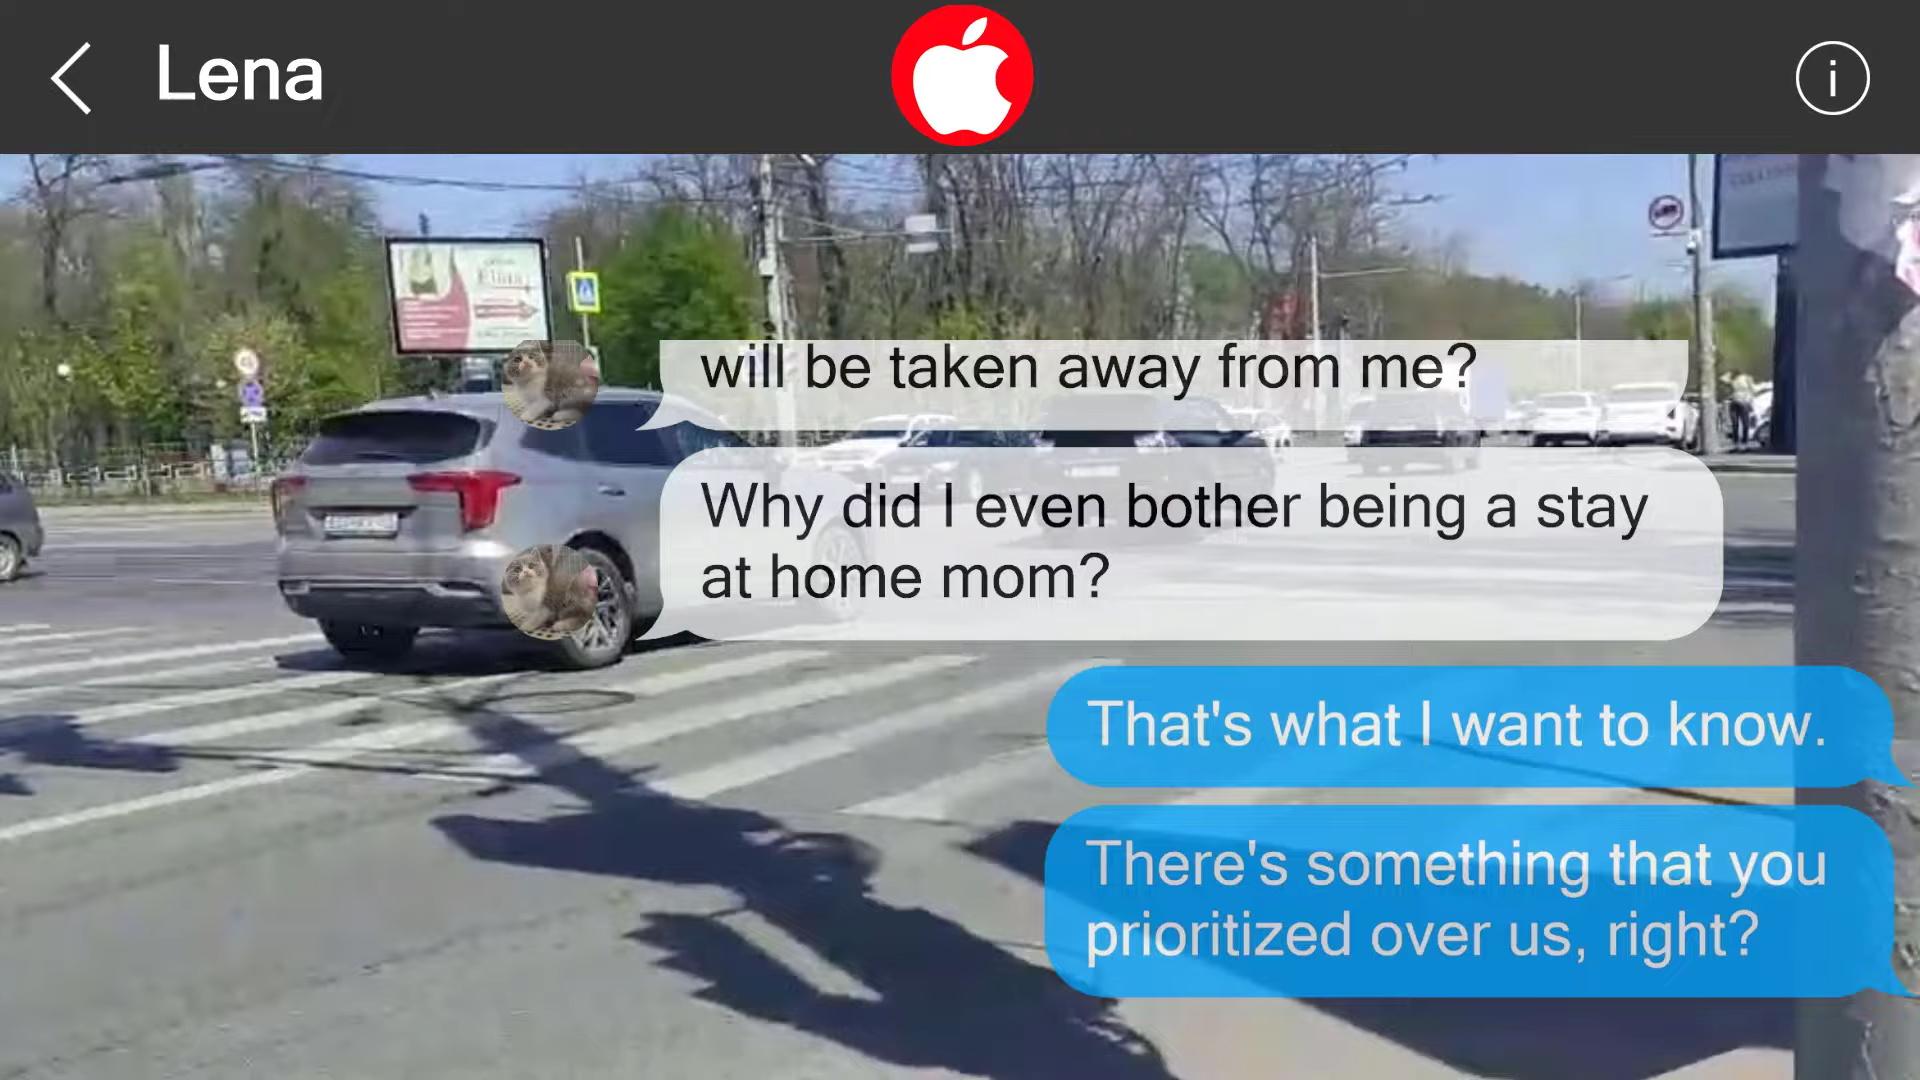 Lena
will be taken away from me?
Why did I even bother being a stay
at home mom?
That's what I want to know.
There's something that you
prioritized over us, right?